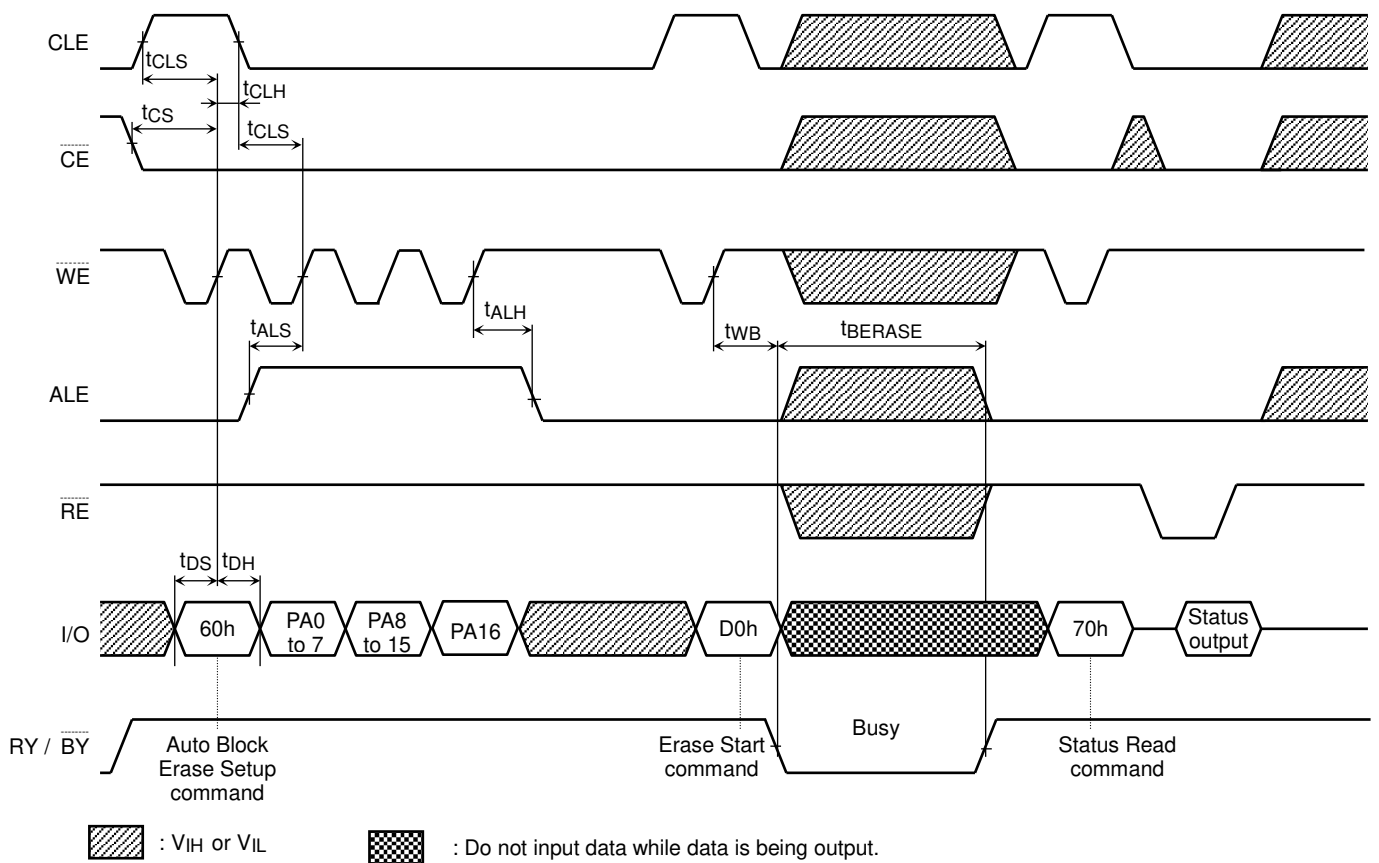 CLE
tCLS
tCLH
tCS
tCLS
CE
WE
tALS
tALH
tWB
tBERASE
ALE
RE
tDS
tDH
I/O
60h
PA0
to 7
PA8
to 15
PA16
D0h
70h
Status
output
RY / BY
Busy
Auto Block
Erase Setup
command
Erase Start
command
Status Read
command
: VIH or VIL
: Do not input data while data is being output.